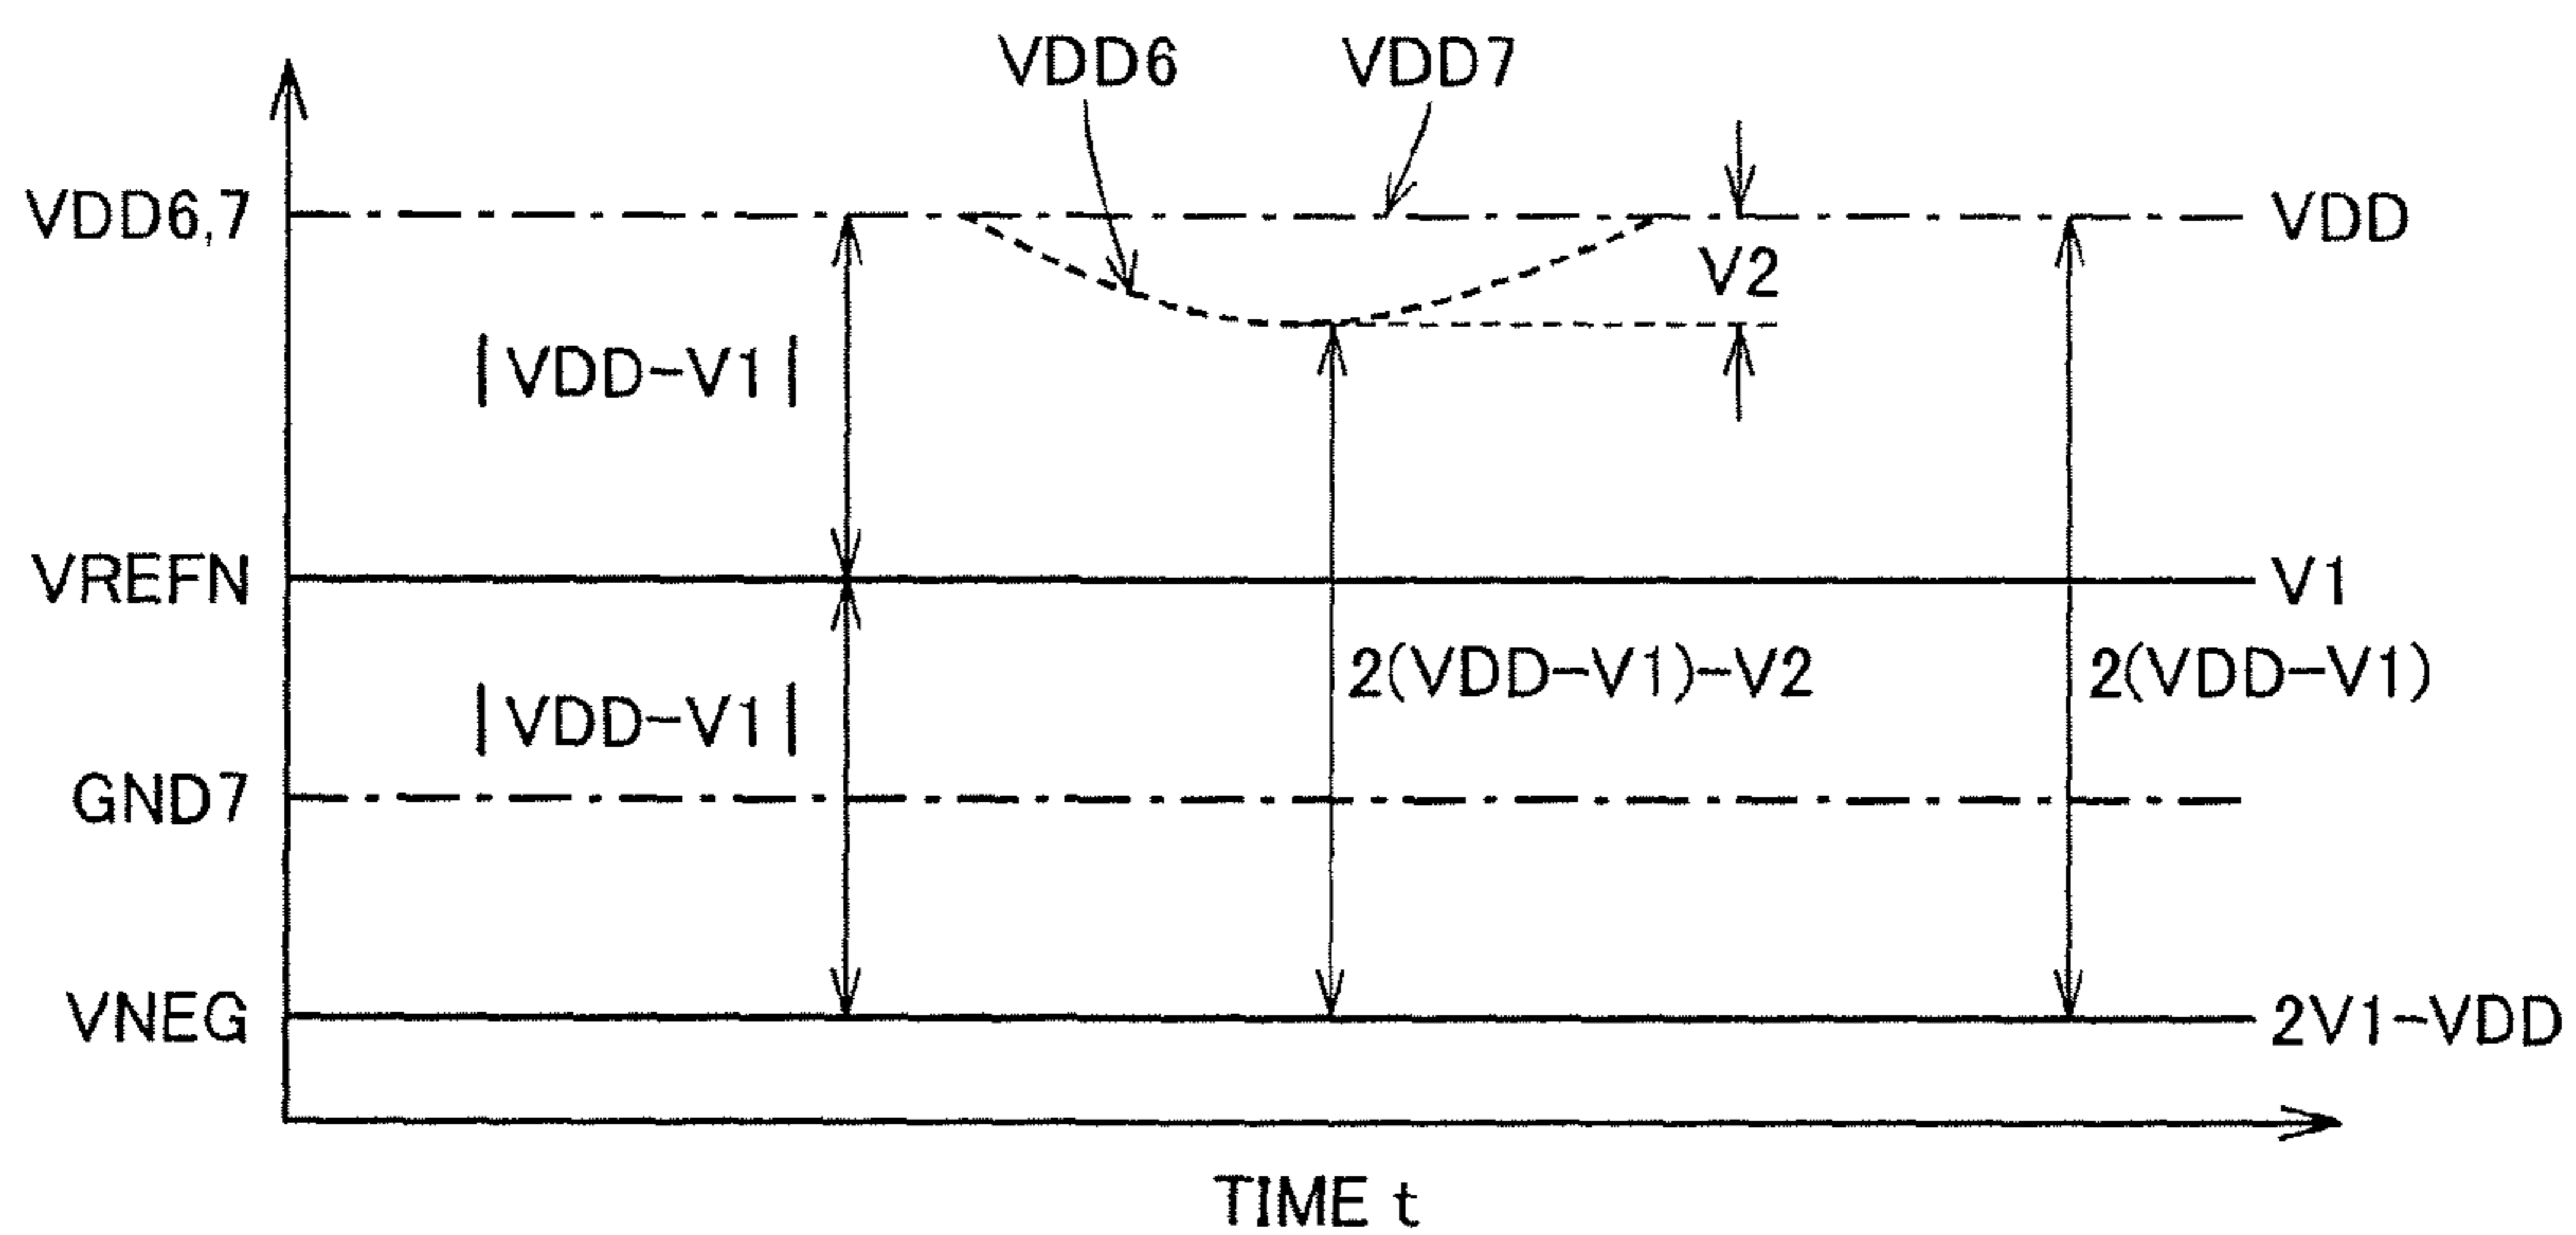 VDD6 VDD7
VDD6,7 VDD
V2
|VDD-V1|
VREFN V1
2(VDD-V1)-V2 2(VDD-V1)
|VDD-V1|
GND7
VNEG 2V1-VDD
TIME t